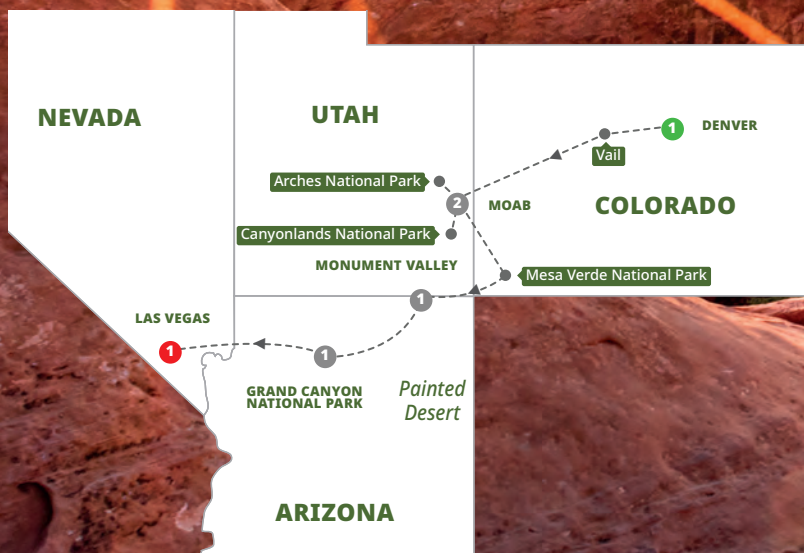 NEVADA
UTAH
1
DENVER
Vail
Arches National Park
2
MOAB
COLORADO
Canyonlands National Park
MONUMENT VALLEY
Mesa Verde National Park
1
LAS VEGAS
1
1
GRAND CANYON
NATIONAL PARK
Painted
Desert
ARIZONA